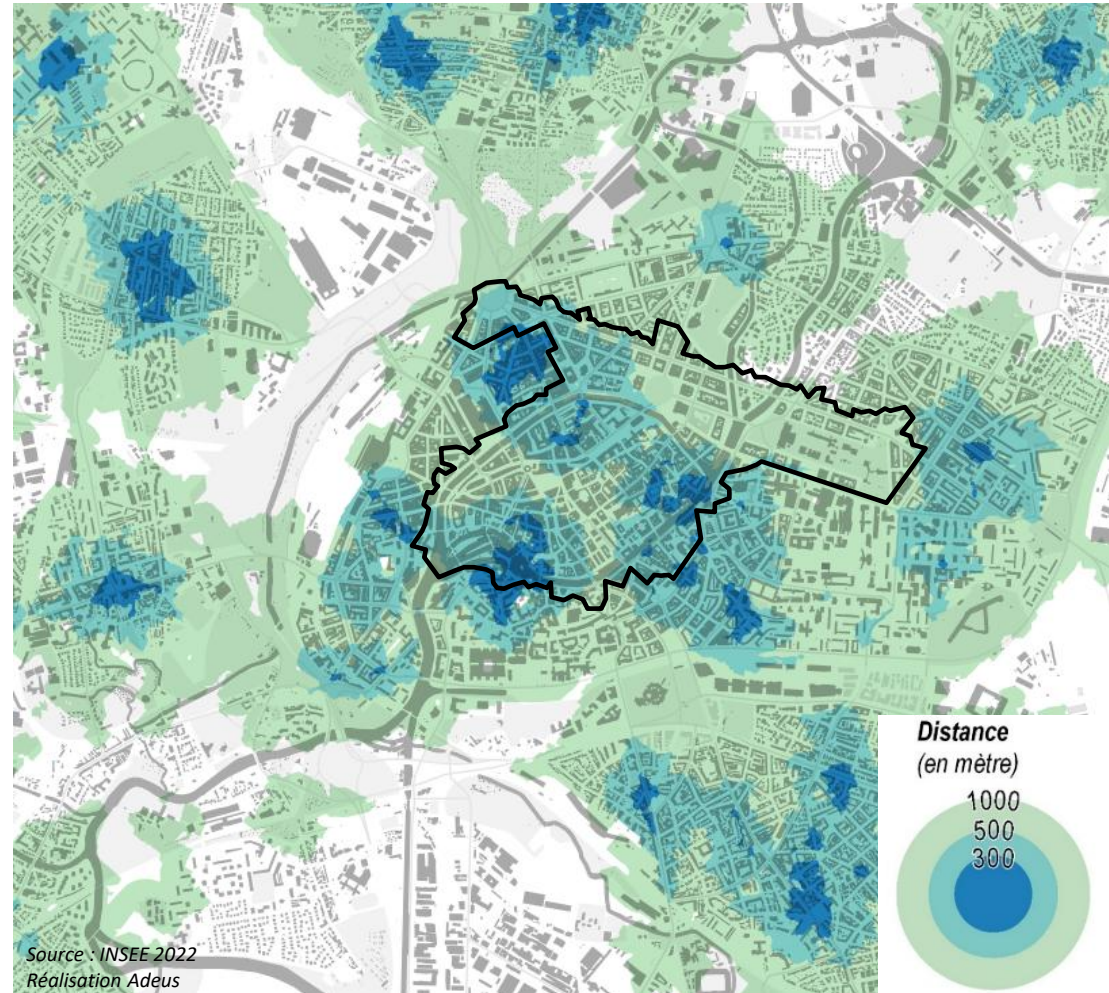 Distance
(en mètre)
1000
500
300
Source : INSEE 2022
Réalisation Adeus